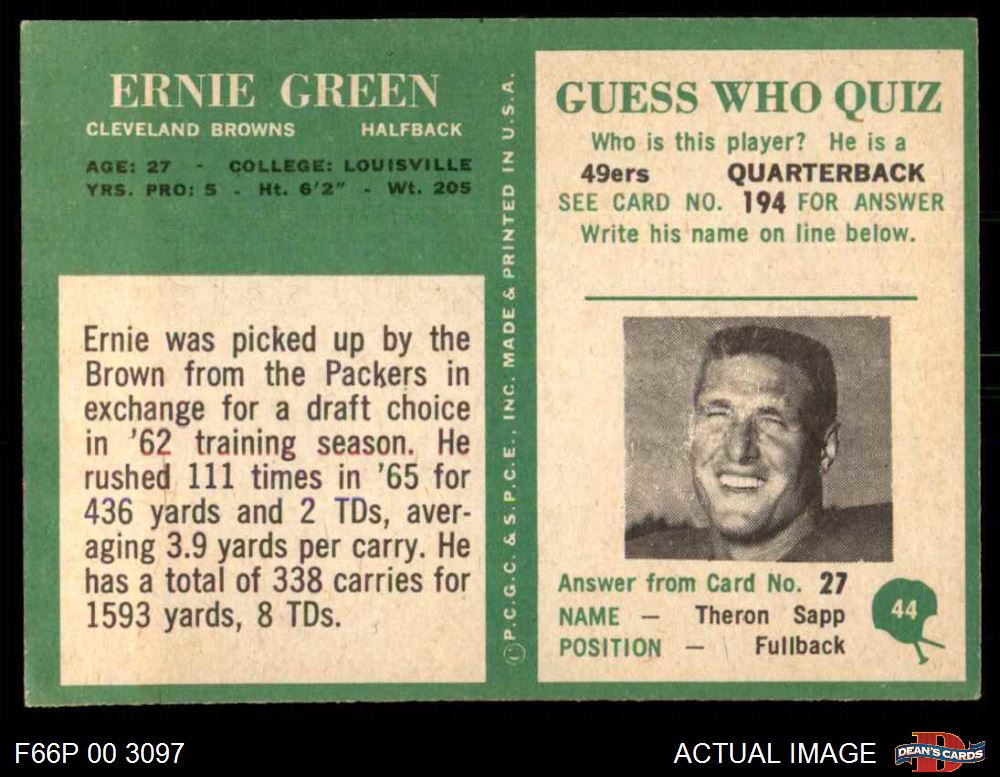 ERNIE GREEN
CLEVELAND BROWNS HALFBACK
AGE: 27 - COLLEGE: LOUISVILLE
YRS. PRO: 5 - Ht. 6'2" - Wt. 205
Ernie was picked up by the
Brown from the Packers in
exchange for a draft choice
in '62 training season. He
rushed 111 times in '65 for
436 yards and 2 TDs, aver-
aging 3.9 yards per carry. He
has a total of 338 carries for
1593 yards, 8 TDs.
© P.C.G.C. & S.P.C.E., INC. MADE & PRINTED IN U.S.A.
GUESS WHO QUIZ
Who is this player? He is a
49ers QUARTERBACK
SEE CARD NO. 194 FOR ANSWER
Write his name on line below.
Answer from Card No. 27
NAME — Theron Sapp
POSITION — Fullback
44
F66P 00 3097
ACTUAL IMAGE
DEAN'S CARDS